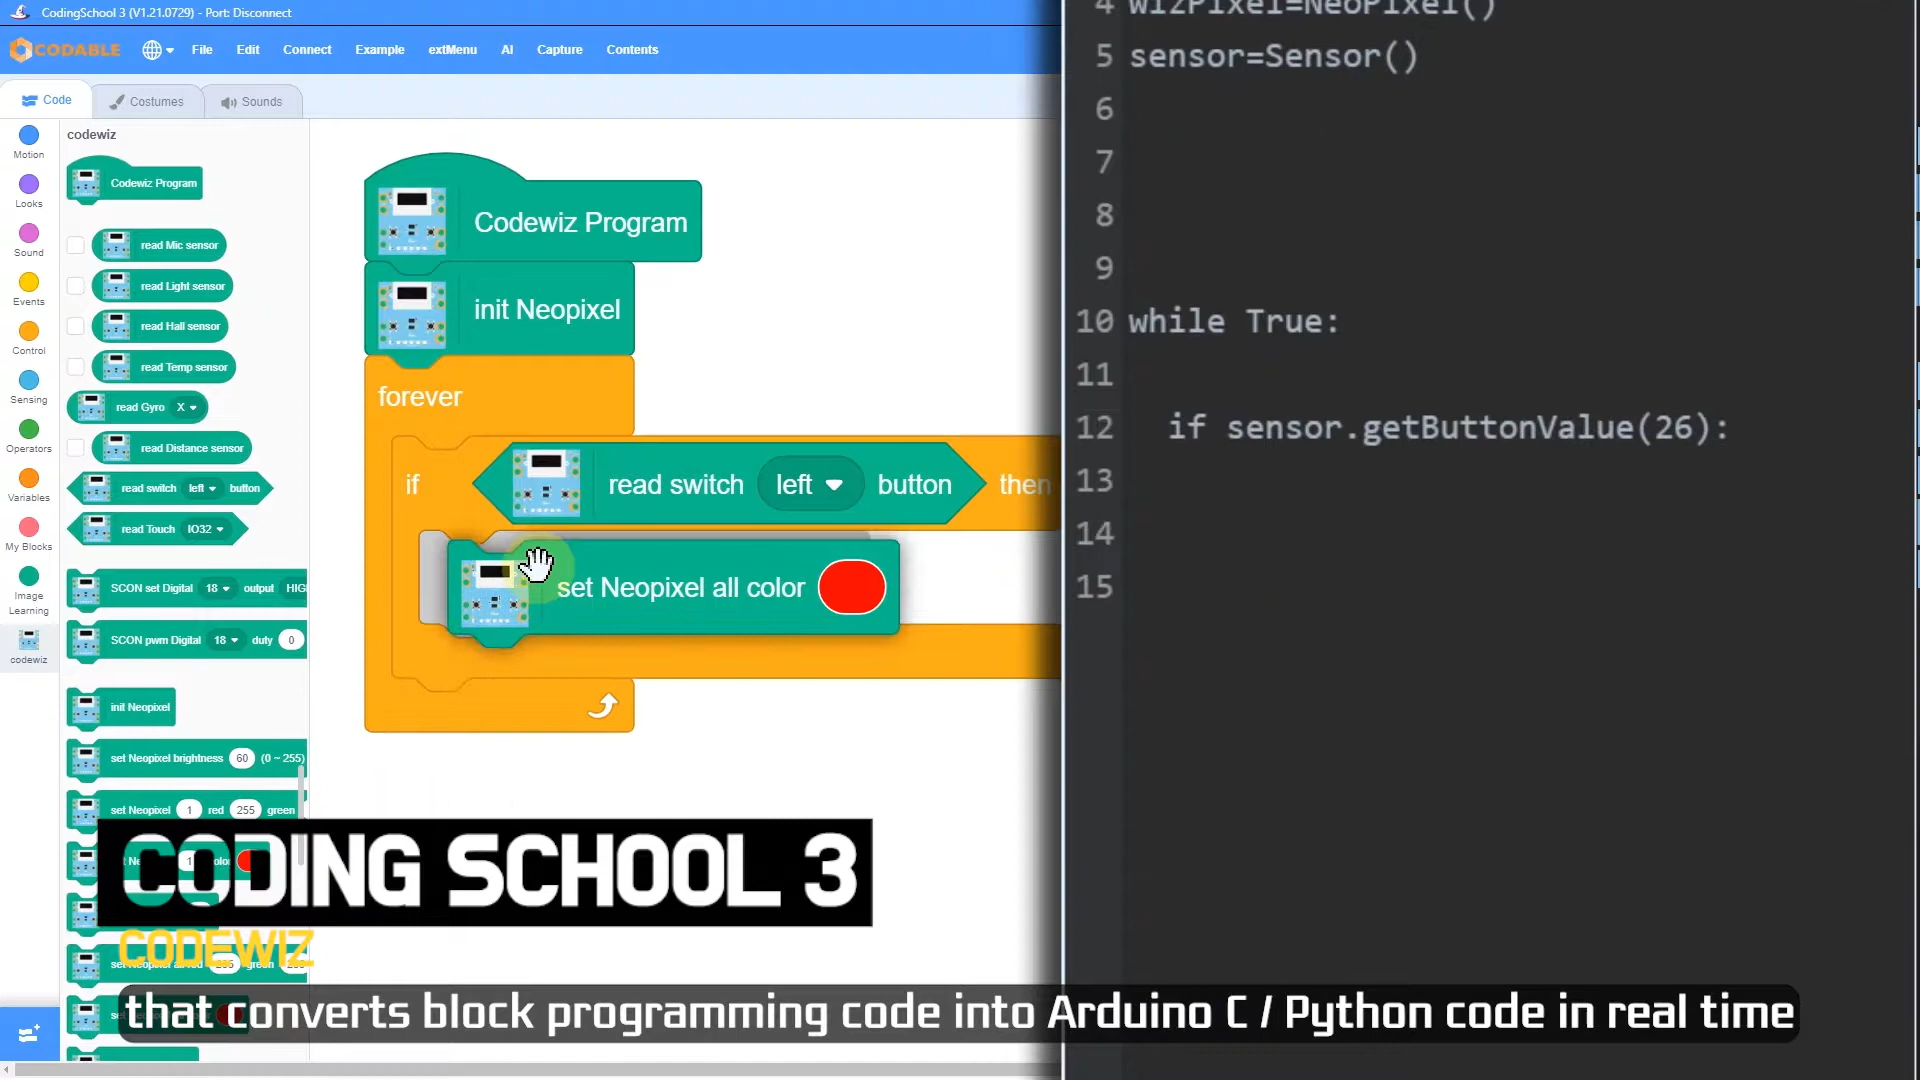 CodingSchool 3 (V1.21.0729) - Port: Disconnect
CODABLE
File
Edit
Connect
Example
extMenu
AI
Capture
Contents
Code
Costumes
Sounds
Motion
Looks
Sound
Events
Control
Sensing
Operators
Variables
My Blocks
Image
Learning
codewiz
codewiz
Codewiz Program
read Mic sensor
read Light sensor
read Hall sensor
read Temp sensor
read Gyro X
read Distance sensor
read switch left button
read Touch IO32
SCON set Digital 18 output HIG
SCON pwm Digital 18 duty 0
init Neopixel
set Neopixel brightness 60 (0 ~ 255)
set Neopixel 1 red 255 green
Codewiz Program
init Neopixel
forever
if read switch left button then
set Neopixel all color
4 wizPixel=NeoPixel()
5 sensor=Sensor()
6
7
8
9
10 while True:
11
12 if sensor.getButtonValue(26):
13
14
15
CODING SCHOOL 3
CODEWIZ
that converts block programming code into Arduino C / Python code in real time